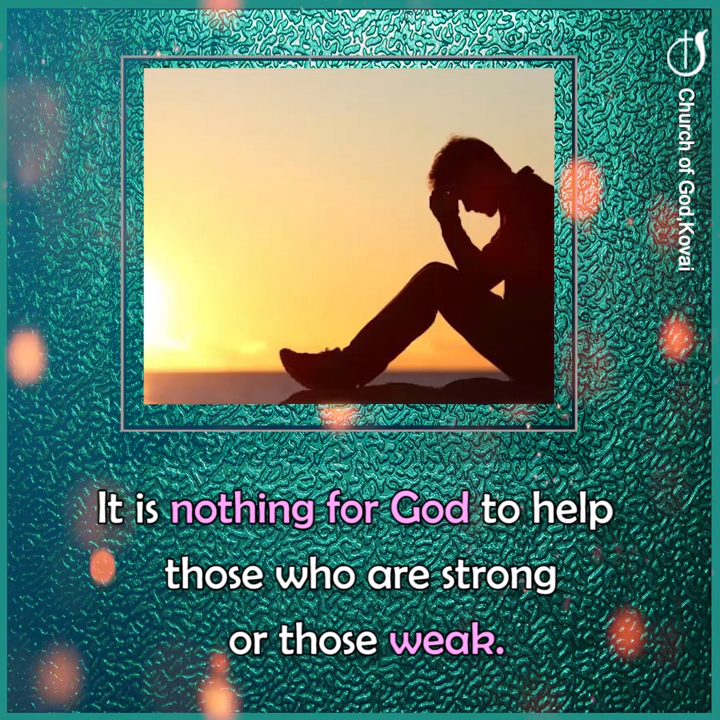 Church of God,Kovai
It is nothing for God to help
those who are strong
or those weak.